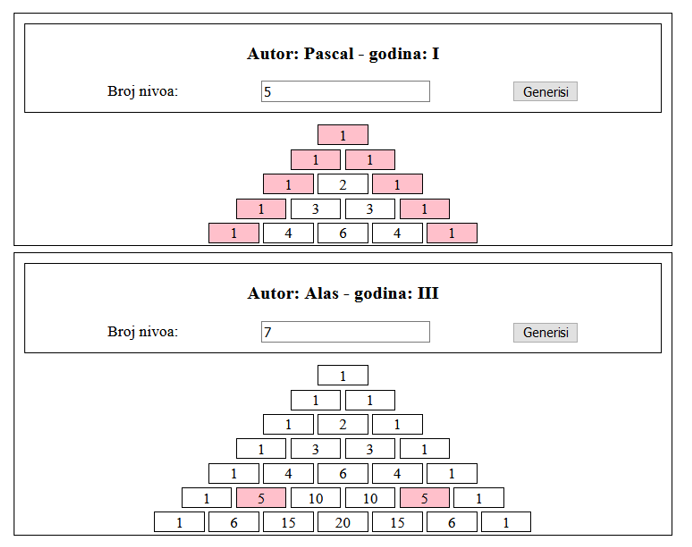 Autor: Pascal - godina: I
Broj nivoa: 5 Generisi
1
1 1
1 2 1
1 3 3 1
1 4 6 4 1
Autor: Alas - godina: III
Broj nivoa: 7 Generisi
1
1 1
1 2 1
1 3 3 1
1 4 6 4 1
1 5 10 10 5 1
1 6 15 20 15 6 1